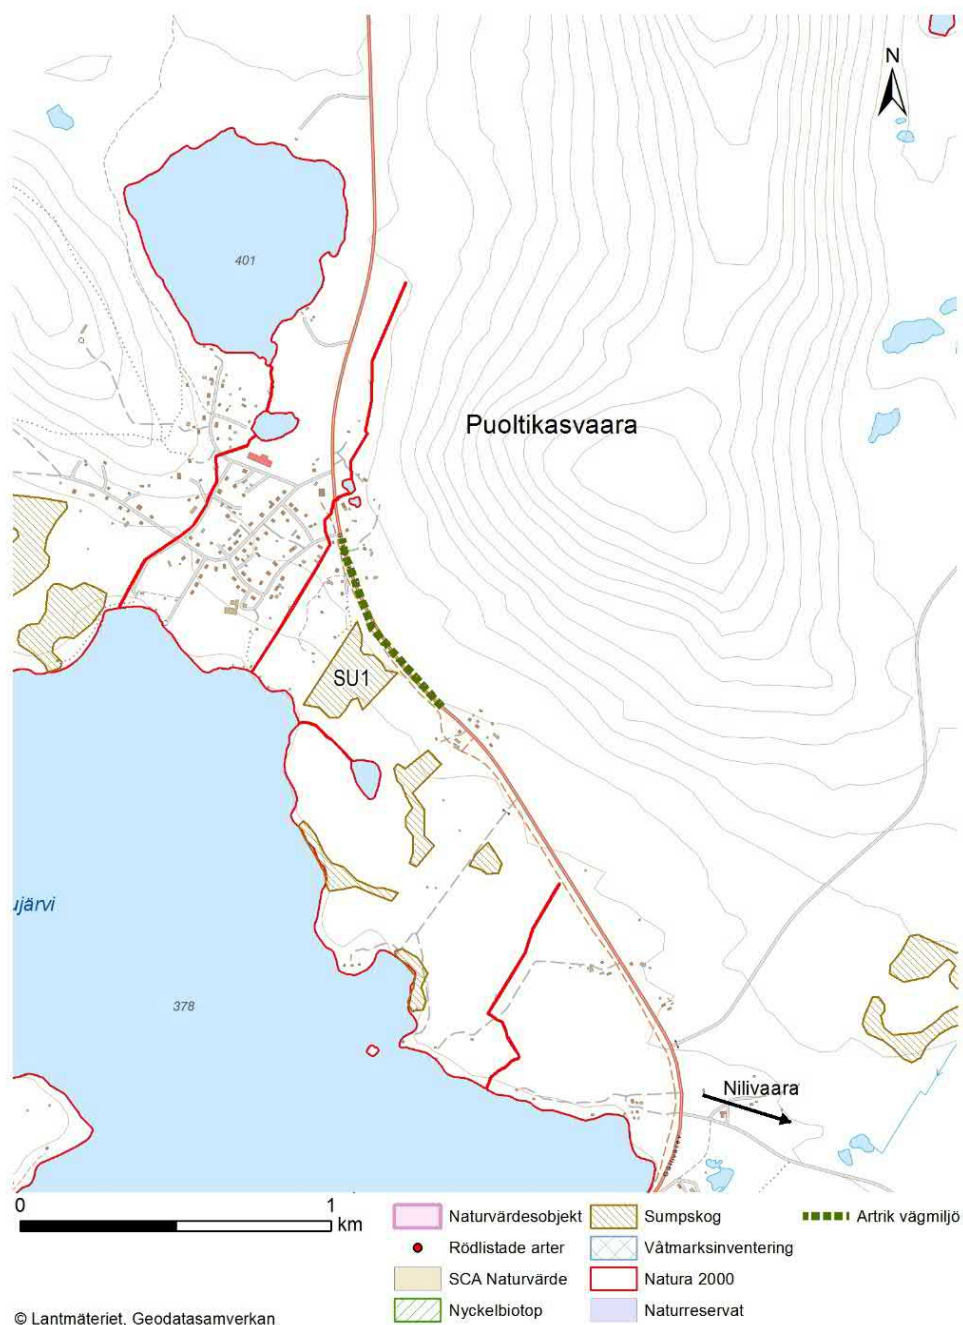 N
401
Puoltikasvaara
SU1
ujärvi
378
Nilivaara
0 1
km
Naturvärdesobjekt
Rödlistade arter
SCA Naturvärde
Nyckelbiotop
Sumpskog
Våtmarksinventering
Natura 2000
Naturreservat
Artrik vägmiljö
© Lantmäteriet, Geodatasamverkan